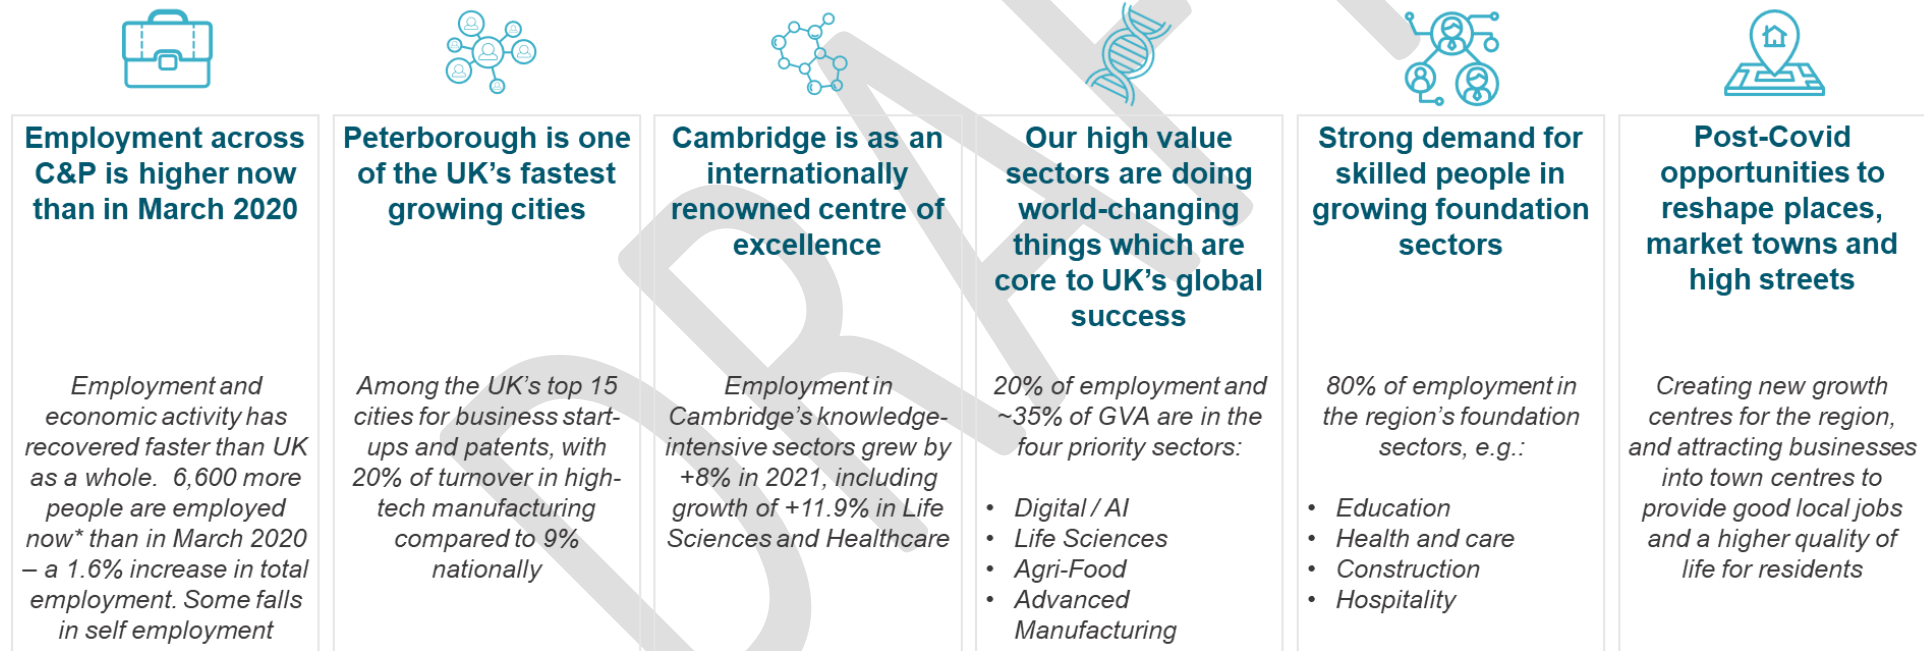 DRAFT
Employment across
C&P is higher now
than in March 2020
Employment and
economic activity has
recovered faster than UK
as a whole.  6,600 more
people are employed
now* than in March 2020
– a 1.6% increase in total
employment. Some falls
in self employment
Peterborough is one
of the UK’s fastest
growing cities
Among the UK’s top 15
cities for business start-
ups and patents, with
20% of turnover in high-
tech manufacturing
compared to 9%
nationally
Cambridge is as an
internationally
renowned centre of
excellence
Employment in
Cambridge’s knowledge-
intensive sectors grew by
+8% in 2021, including
growth of +11.9% in Life
Sciences and Healthcare
Our high value
sectors are doing
world-changing
things which are
core to UK’s global
success
20% of employment and
~35% of GVA are in the
four priority sectors:
• Digital / AI
• Life Sciences
• Agri-Food
• Advanced
Manufacturing
Strong demand for
skilled people in
growing foundation
sectors
80% of employment in
the region’s foundation
sectors, e.g.:
• Education
• Health and care
• Construction
• Hospitality
Post-Covid
opportunities to
reshape places,
market towns and
high streets
Creating new growth
centres for the region,
and attracting businesses
into town centres to
provide good local jobs
and a higher quality of
life for residents